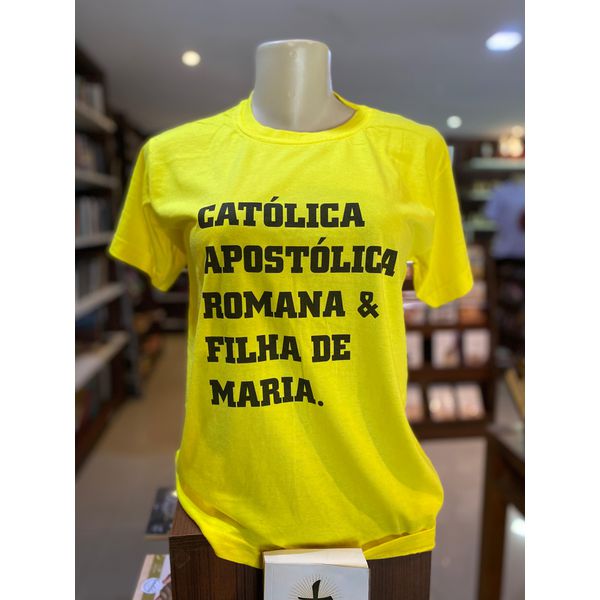 CATÓLICA
APOSTÓLICA
ROMANA &
FILHA DE
MARIA.